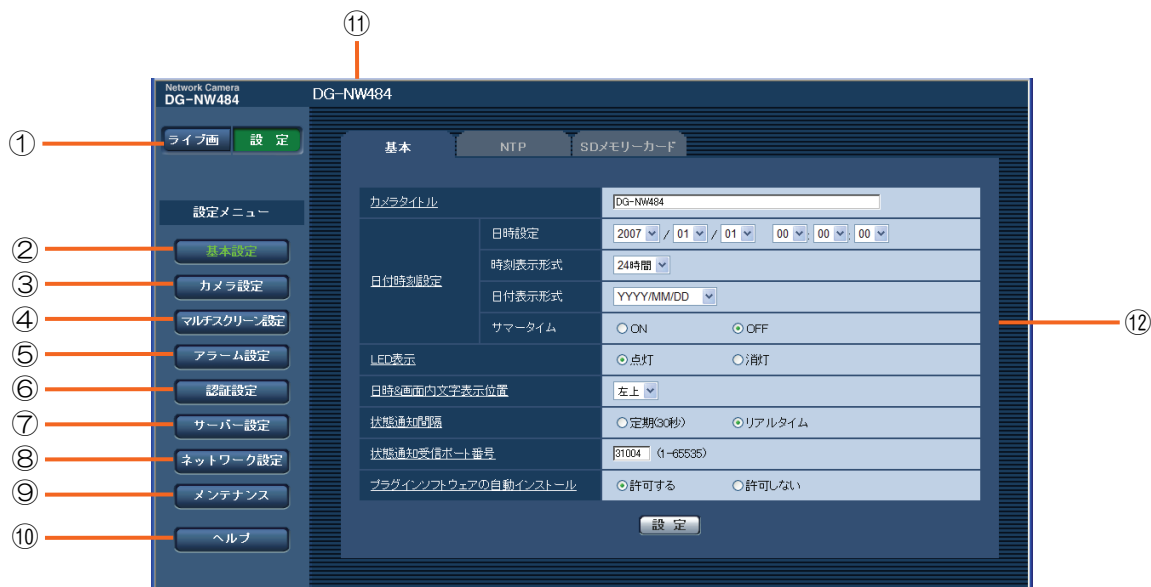 ⑪
Network Camera
DG-NW484
DG-NW484
① ライブ画 設 定
基本 NTP SDメモリーカード
設定メニュー
② 基本設定
③ カメラ設定
④ マルチスクリーン設定
⑤ アラーム設定
⑥ 認証設定
⑦ サーバー設定
⑧ ネットワーク設定
⑨ メンテナンス
⑩ ヘルプ
カメラタイトル DG-NW484
日付時刻設定
日時設定 2007 / 01 / 01 00 : 00 : 00
時刻表示形式 24時間
日付表示形式 YYYY/MM/DD
サマータイム ON OFF
⑫
LED表示 点灯 消灯
日時&画面内文字表示位置 左上
状態通知間隔 定期(30秒) リアルタイム
状態通知受信ポート番号 31004 (1-65535)
プラグインソフトウェアの自動インストール 許可する 許可しない
設 定